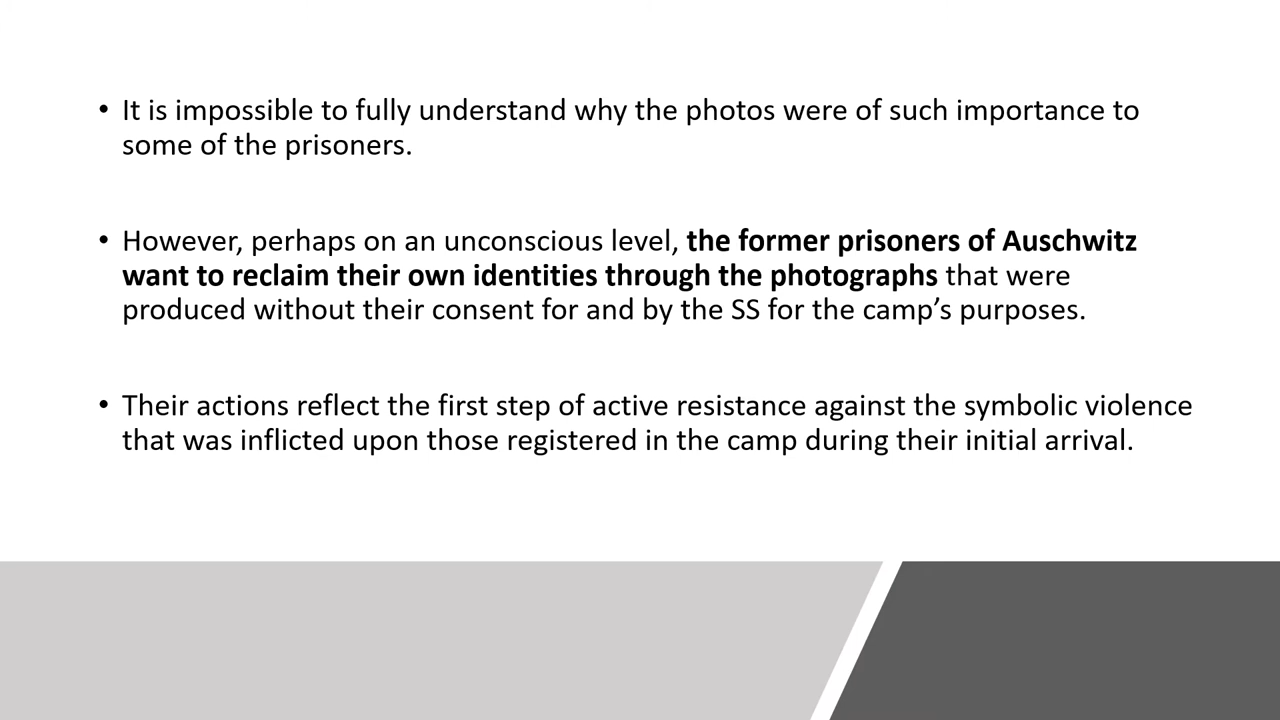 • It is impossible to fully understand why the photos were of such importance to
some of the prisoners.
• However, perhaps on an unconscious level, the former prisoners of Auschwitz
want to reclaim their own identities through the photographs that were
produced without their consent for and by the SS for the camp’s purposes.
• Their actions reflect the first step of active resistance against the symbolic violence
that was inflicted upon those registered in the camp during their initial arrival.